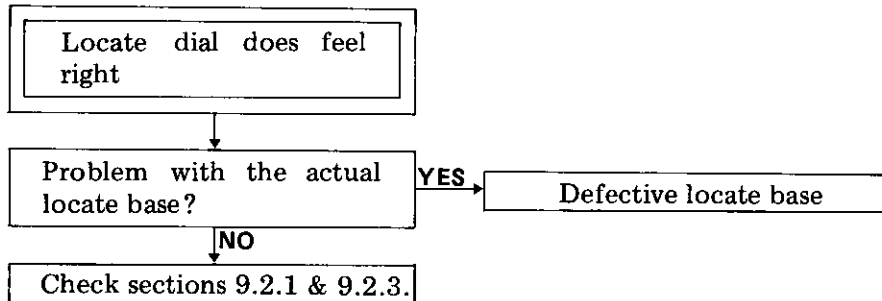 Locate dial does feel
right
Problem with the actual
locate base?
YES
Defective locate base
NO
Check sections 9.2.1 & 9.2.3.